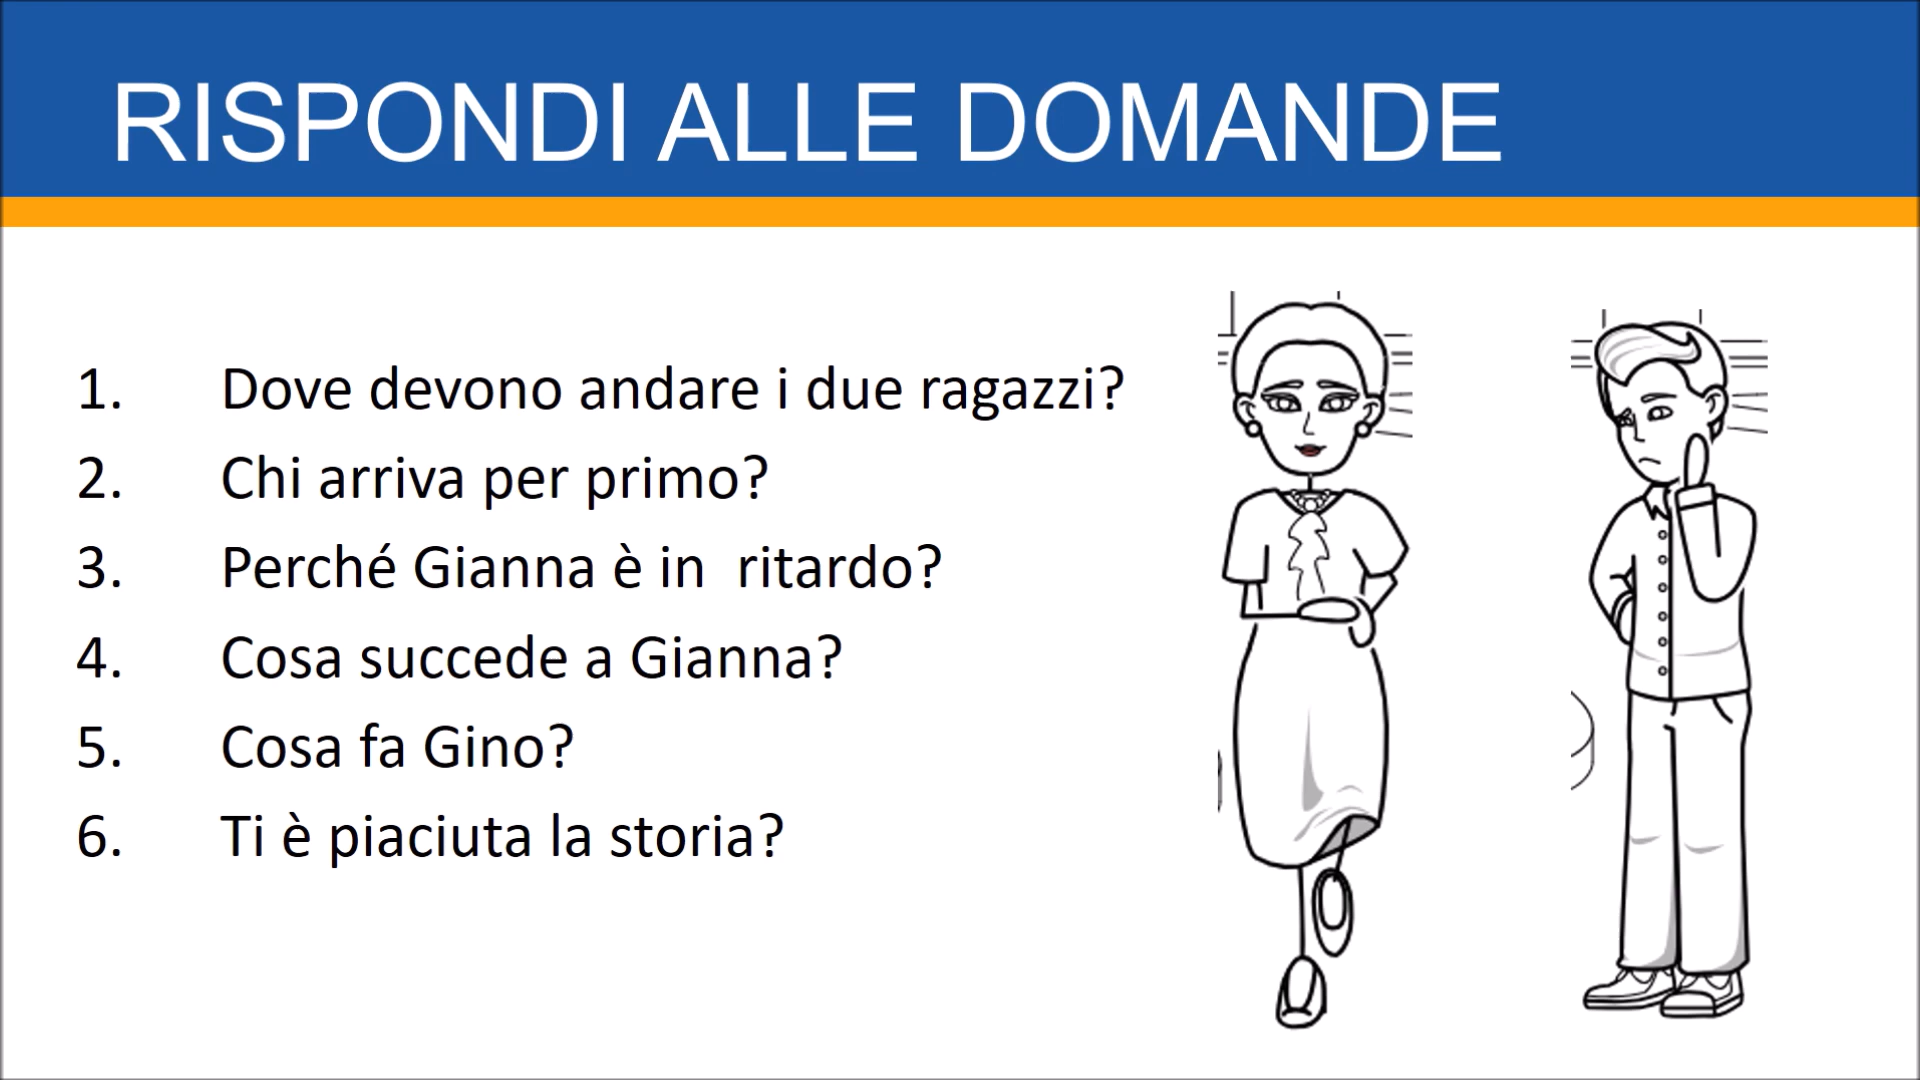 RISPONDI ALLE DOMANDE
1. Dove devono andare i due ragazzi?
2. Chi arriva per primo?
3. Perché Gianna è in  ritardo?
4. Cosa succede a Gianna?
5. Cosa fa Gino?
6. Ti è piaciuta la storia?